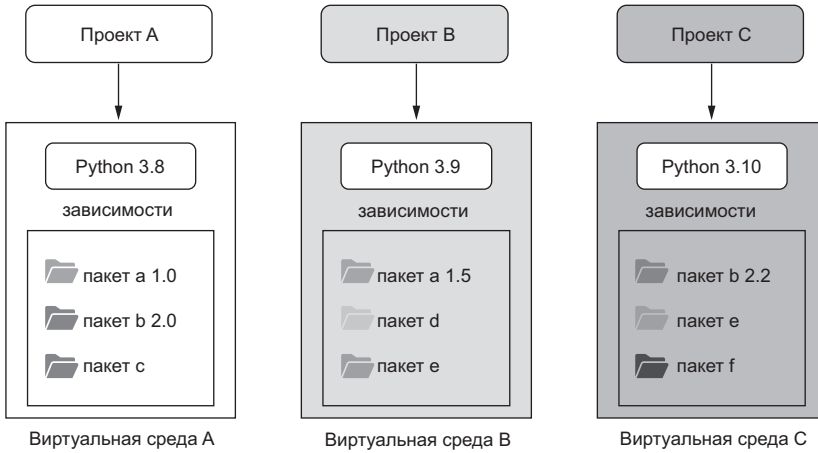 Проект A
Проект B
Проект C
Python 3.8
зависимости
пакет a 1.0
пакет b 2.0
пакет c
Виртуальная среда A
Python 3.9
зависимости
пакет a 1.5
пакет d
пакет e
Виртуальная среда B
Python 3.10
зависимости
пакет b 2.2
пакет e
пакет f
Виртуальная среда C